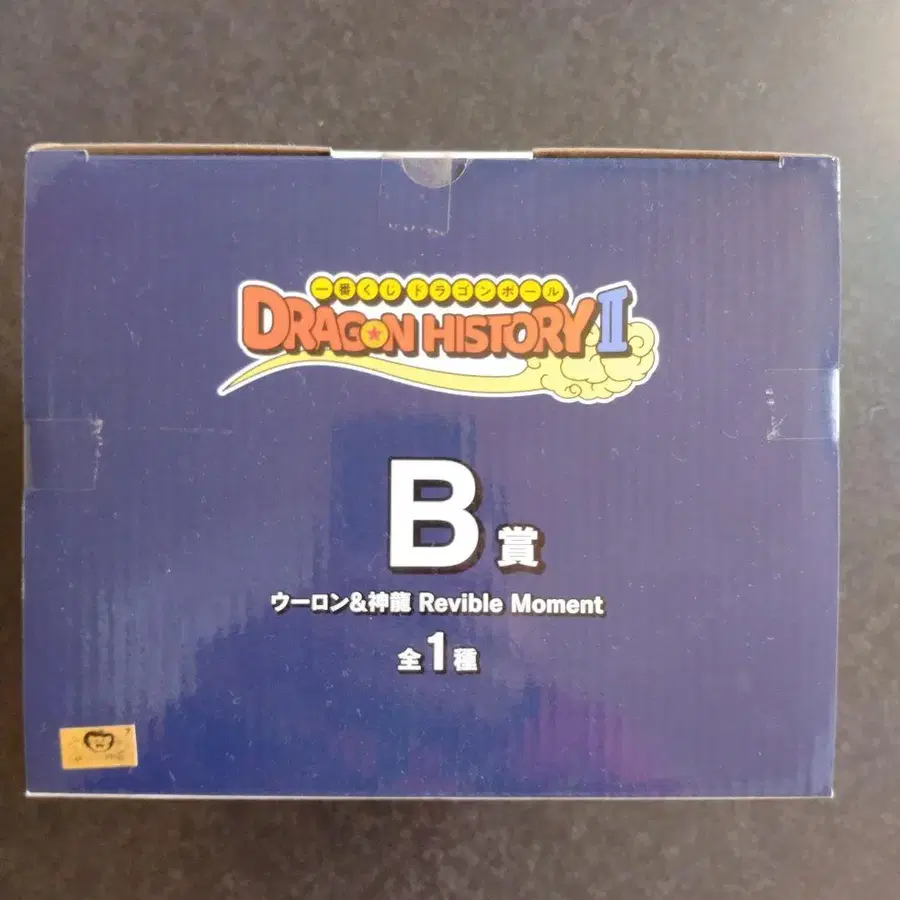 一番くじ ドラゴンボール
DRAGON HISTORY II
B賞
ウーロン&神龍 Revible Moment
全1種